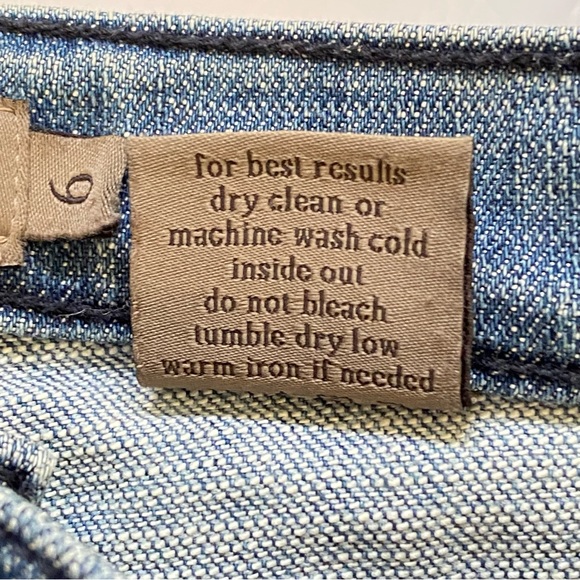 6
for best results
dry clean or
machine wash cold
inside out
do not bleach
tumble dry low
warm iron if needed